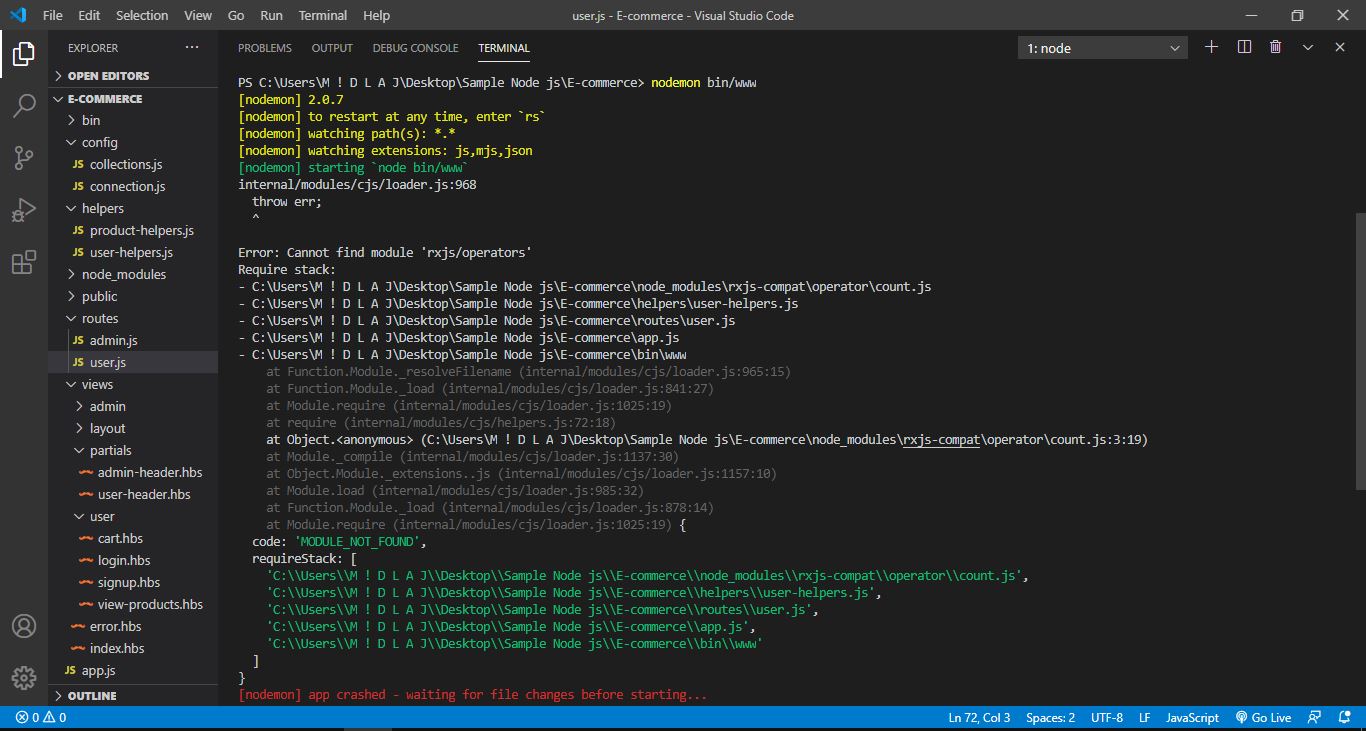 File Edit Selection View Go Run Terminal Help
user.js - E-commerce - Visual Studio Code
EXPLORER
OPEN EDITORS
E-COMMERCE
bin
config
JS collections.js
JS connection.js
helpers
JS product-helpers.js
JS user-helpers.js
node_modules
public
routes
JS admin.js
JS user.js
views
admin
layout
partials
admin-header.hbs
user-header.hbs
user
cart.hbs
login.hbs
signup.hbs
view-products.hbs
error.hbs
index.hbs
JS app.js
OUTLINE
PROBLEMS OUTPUT DEBUG CONSOLE TERMINAL
1: node
PS C:\Users\M ! D L A J\Desktop\Sample Node js\E-commerce> nodemon bin/www
[nodemon] 2.0.7
[nodemon] to restart at any time, enter `rs`
[nodemon] watching path(s): *.*
[nodemon] watching extensions: js,mjs,json
[nodemon] starting `node bin/www`
internal/modules/cjs/loader.js:968
throw err;
^
Error: Cannot find module 'rxjs/operators'
Require stack:
- C:\Users\M ! D L A J\Desktop\Sample Node js\E-commerce\node_modules\rxjs-compat\operator\count.js
- C:\Users\M ! D L A J\Desktop\Sample Node js\E-commerce\helpers\user-helpers.js
- C:\Users\M ! D L A J\Desktop\Sample Node js\E-commerce\routes\user.js
- C:\Users\M ! D L A J\Desktop\Sample Node js\E-commerce\app.js
- C:\Users\M ! D L A J\Desktop\Sample Node js\E-commerce\bin\www
at Function.Module._resolveFilename (internal/modules/cjs/loader.js:965:15)
at Function.Module._load (internal/modules/cjs/loader.js:841:27)
at Module.require (internal/modules/cjs/loader.js:1025:19)
at require (internal/modules/cjs/helpers.js:72:18)
at Object.<anonymous> (C:\Users\M ! D L A J\Desktop\Sample Node js\E-commerce\node_modules\rxjs-compat\operator\count.js:3:19)
at Module._compile (internal/modules/cjs/loader.js:1137:30)
at Object.Module._extensions..js (internal/modules/cjs/loader.js:1157:10)
at Module.load (internal/modules/cjs/loader.js:985:32)
at Function.Module._load (internal/modules/cjs/loader.js:878:14)
at Module.require (internal/modules/cjs/loader.js:1025:19) {
code: 'MODULE_NOT_FOUND',
requireStack: [
'C:\\Users\\M ! D L A J\\Desktop\\Sample Node js\\E-commerce\\node_modules\\rxjs-compat\\operator\\count.js',
'C:\\Users\\M ! D L A J\\Desktop\\Sample Node js\\E-commerce\\helpers\\user-helpers.js',
'C:\\Users\\M ! D L A J\\Desktop\\Sample Node js\\E-commerce\\routes\\user.js',
'C:\\Users\\M ! D L A J\\Desktop\\Sample Node js\\E-commerce\\app.js',
'C:\\Users\\M ! D L A J\\Desktop\\Sample Node js\\E-commerce\\bin\\www'
]
}
[nodemon] app crashed - waiting for file changes before starting...
0 0
Ln 72, Col 3 Spaces: 2 UTF-8 LF JavaScript Go Live